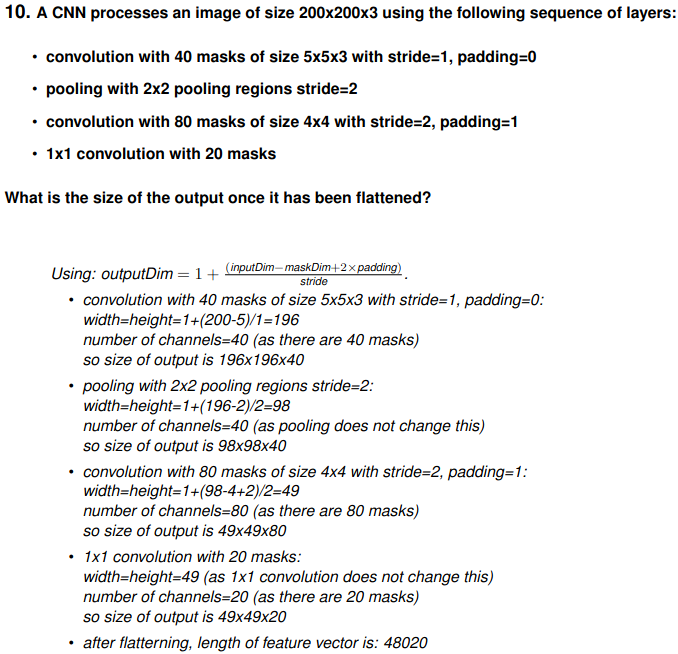 10. A CNN processes an image of size 200x200x3 using the following sequence of layers:
• convolution with 40 masks of size 5x5x3 with stride=1, padding=0
• pooling with 2x2 pooling regions stride=2
• convolution with 80 masks of size 4x4 with stride=2, padding=1
• 1x1 convolution with 20 masks
What is the size of the output once it has been flattened?
Using: outputDim = 1 + (inputDim−maskDim+2×padding)/stride.
• convolution with 40 masks of size 5x5x3 with stride=1, padding=0:
width=height=1+(200-5)/1=196
number of channels=40 (as there are 40 masks)
so size of output is 196x196x40
• pooling with 2x2 pooling regions stride=2:
width=height=1+(196-2)/2=98
number of channels=40 (as pooling does not change this)
so size of output is 98x98x40
• convolution with 80 masks of size 4x4 with stride=2, padding=1:
width=height=1+(98-4+2)/2=49
number of channels=80 (as there are 80 masks)
so size of output is 49x49x80
• 1x1 convolution with 20 masks:
width=height=49 (as 1x1 convolution does not change this)
number of channels=20 (as there are 20 masks)
so size of output is 49x49x20
• after flatterning, length of feature vector is: 48020